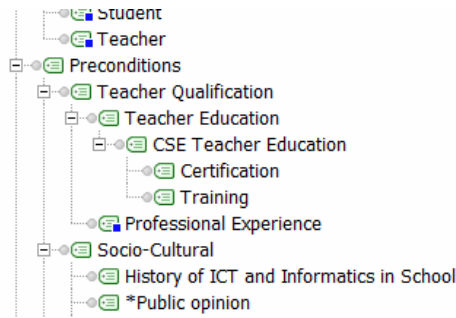 Student
Teacher
Preconditions
Teacher Qualification
Teacher Education
CSE Teacher Education
Certification
Training
Professional Experience
Socio-Cultural
History of ICT and Informatics in School
*Public opinion